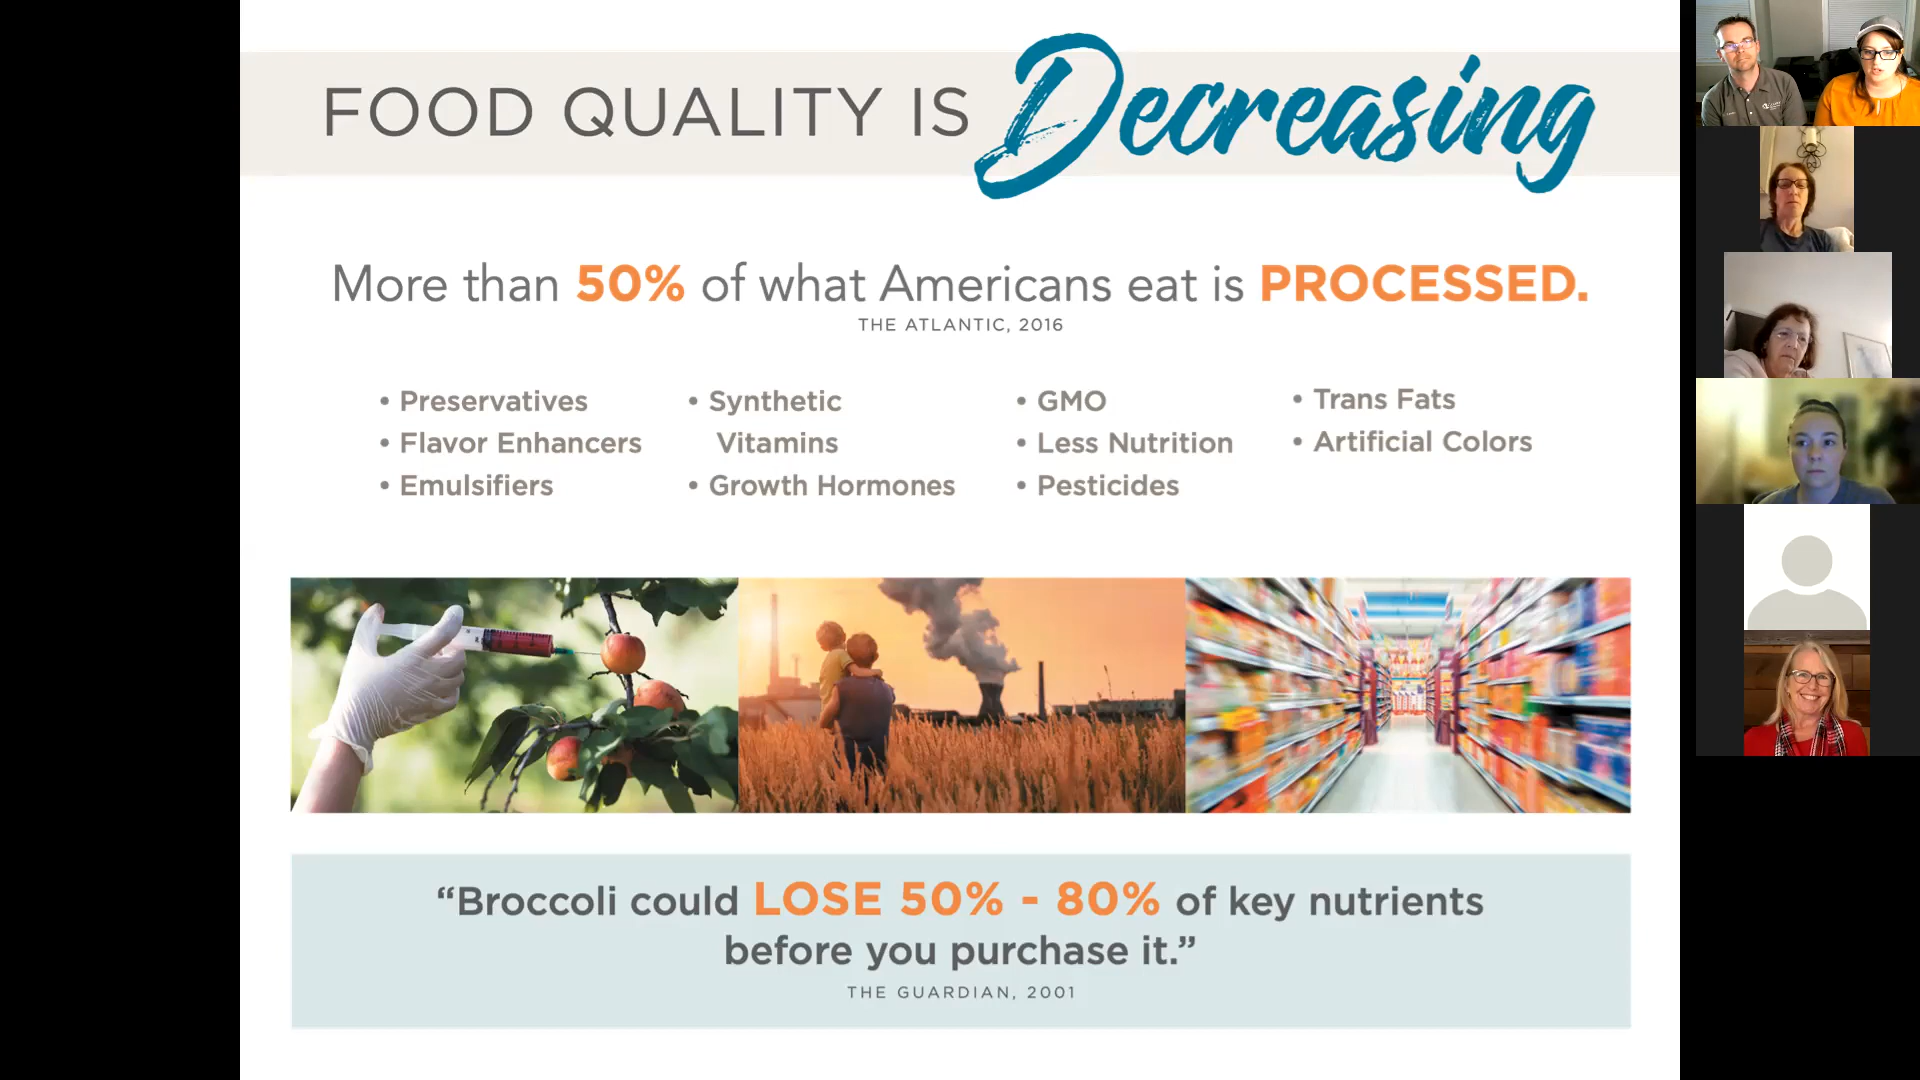 FOOD QUALITY IS Decreasing
More than 50% of what Americans eat is PROCESSED.
THE ATLANTIC, 2016
• Preservatives
• Flavor Enhancers
• Emulsifiers
• Synthetic
Vitamins
• Growth Hormones
• GMO
• Less Nutrition
• Pesticides
• Trans Fats
• Artificial Colors
“Broccoli could LOSE 50% - 80% of key nutrients
before you purchase it.”
THE GUARDIAN, 2001